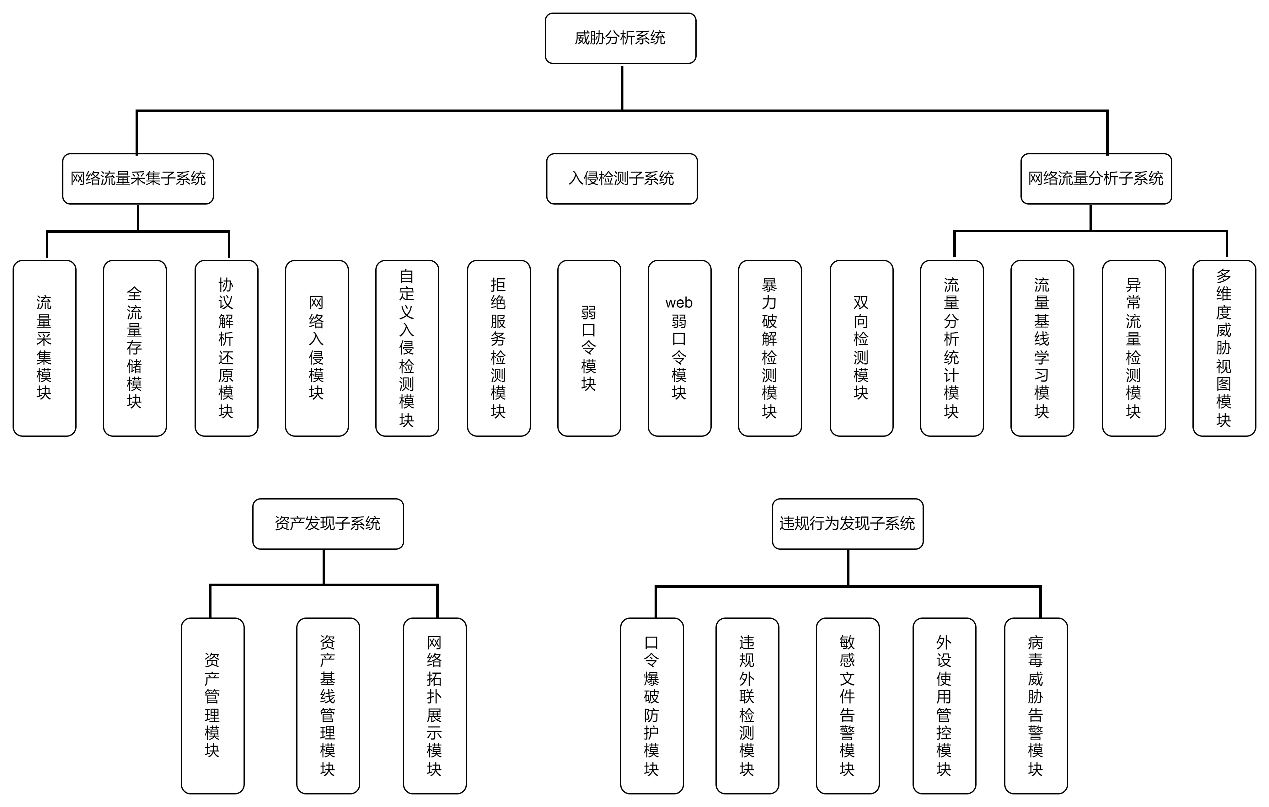 威胁分析系统
网络流量采集子系统
入侵检测子系统
网络流量分析子系统
流量采集模块
全流量存储模块
协议解析还原模块
网络入侵模块
自定义入侵检测模块
拒绝服务检测模块
弱口令模块
web弱口令模块
暴力破解检测模块
双向检测模块
流量分析统计模块
流量基线学习模块
异常流量检测模块
多维度威胁视图模块
资产发现子系统
违规行为发现子系统
资产管理模块
资产基线管理模块
网络拓扑展示模块
口令爆破防护模块
违规外联检测模块
敏感文件告警模块
外设使用管控模块
病毒威胁告警模块